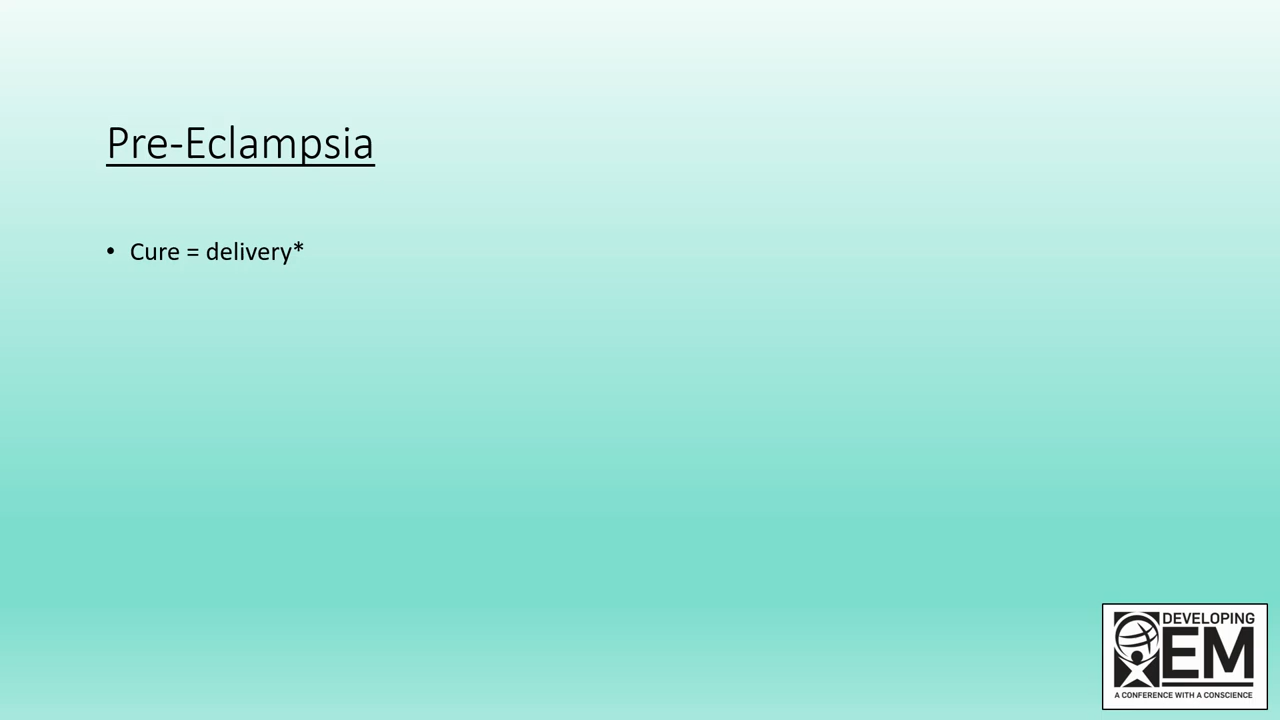 Pre-Eclampsia
• Cure = delivery*
DEVELOPING
EM
A CONFERENCE WITH A CONSCIENCE